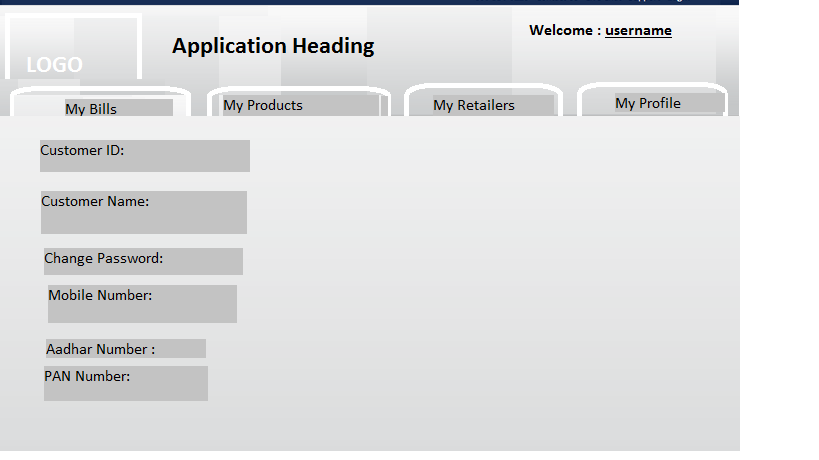 LOGO
Application Heading
Welcome : username
My Bills
My Products
My Retailers
My Profile
Customer ID:
Customer Name:
Change Password:
Mobile Number:
Aadhar Number :
PAN Number: